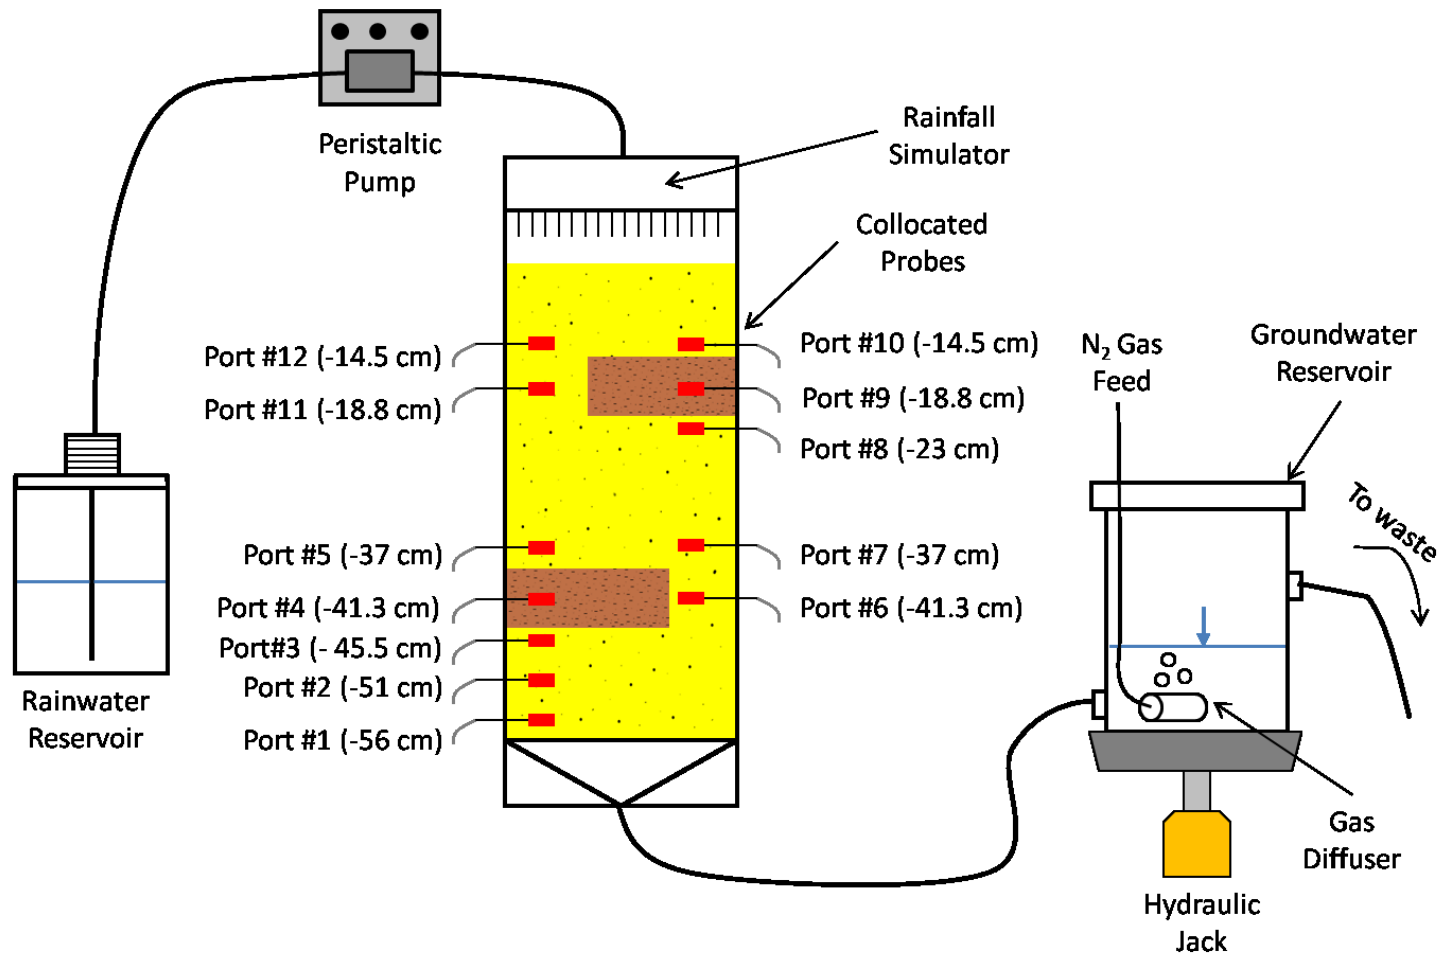 Peristaltic
Pump
Rainfall
Simulator
Collocated
Probes
Port #12 (-14.5 cm)
Port #11 (-18.8 cm)
Port #10 (-14.5 cm)
Port #9 (-18.8 cm)
Port #8 (-23 cm)
N2 Gas
Feed
Groundwater
Reservoir
To waste
Port #5 (-37 cm)
Port #4 (-41.3 cm)
Port#3 (- 45.5 cm)
Port #2 (-51 cm)
Port #1 (-56 cm)
Port #7 (-37 cm)
Port #6 (-41.3 cm)
Rainwater
Reservoir
Gas
Diffuser
Hydraulic
Jack